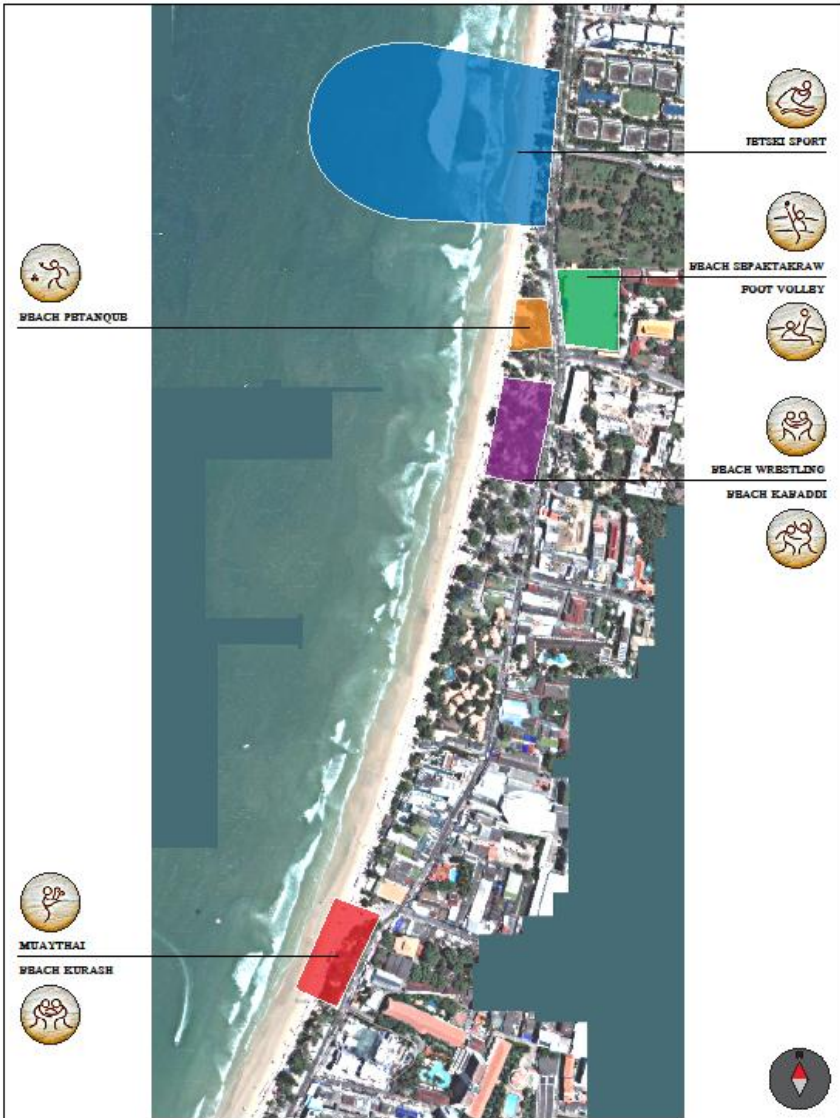 JETSKI SPORT
BEACH SEPAKTAKRAW
FOOT VOLLEY
BEACH PETANQUE
BEACH WRESTLING
BEACH KABADDI
MUAYTHAI
BEACH KURASH
N